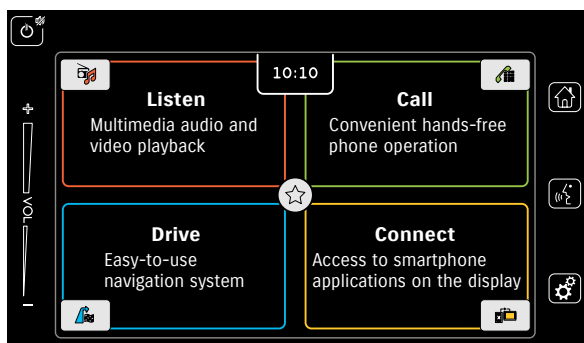 10:10
Listen
Multimedia audio and
video playback
Call
Convenient hands-free
phone operation
+
VOL
–
Drive
Easy-to-use
navigation system
Connect
Access to smartphone
applications on the display